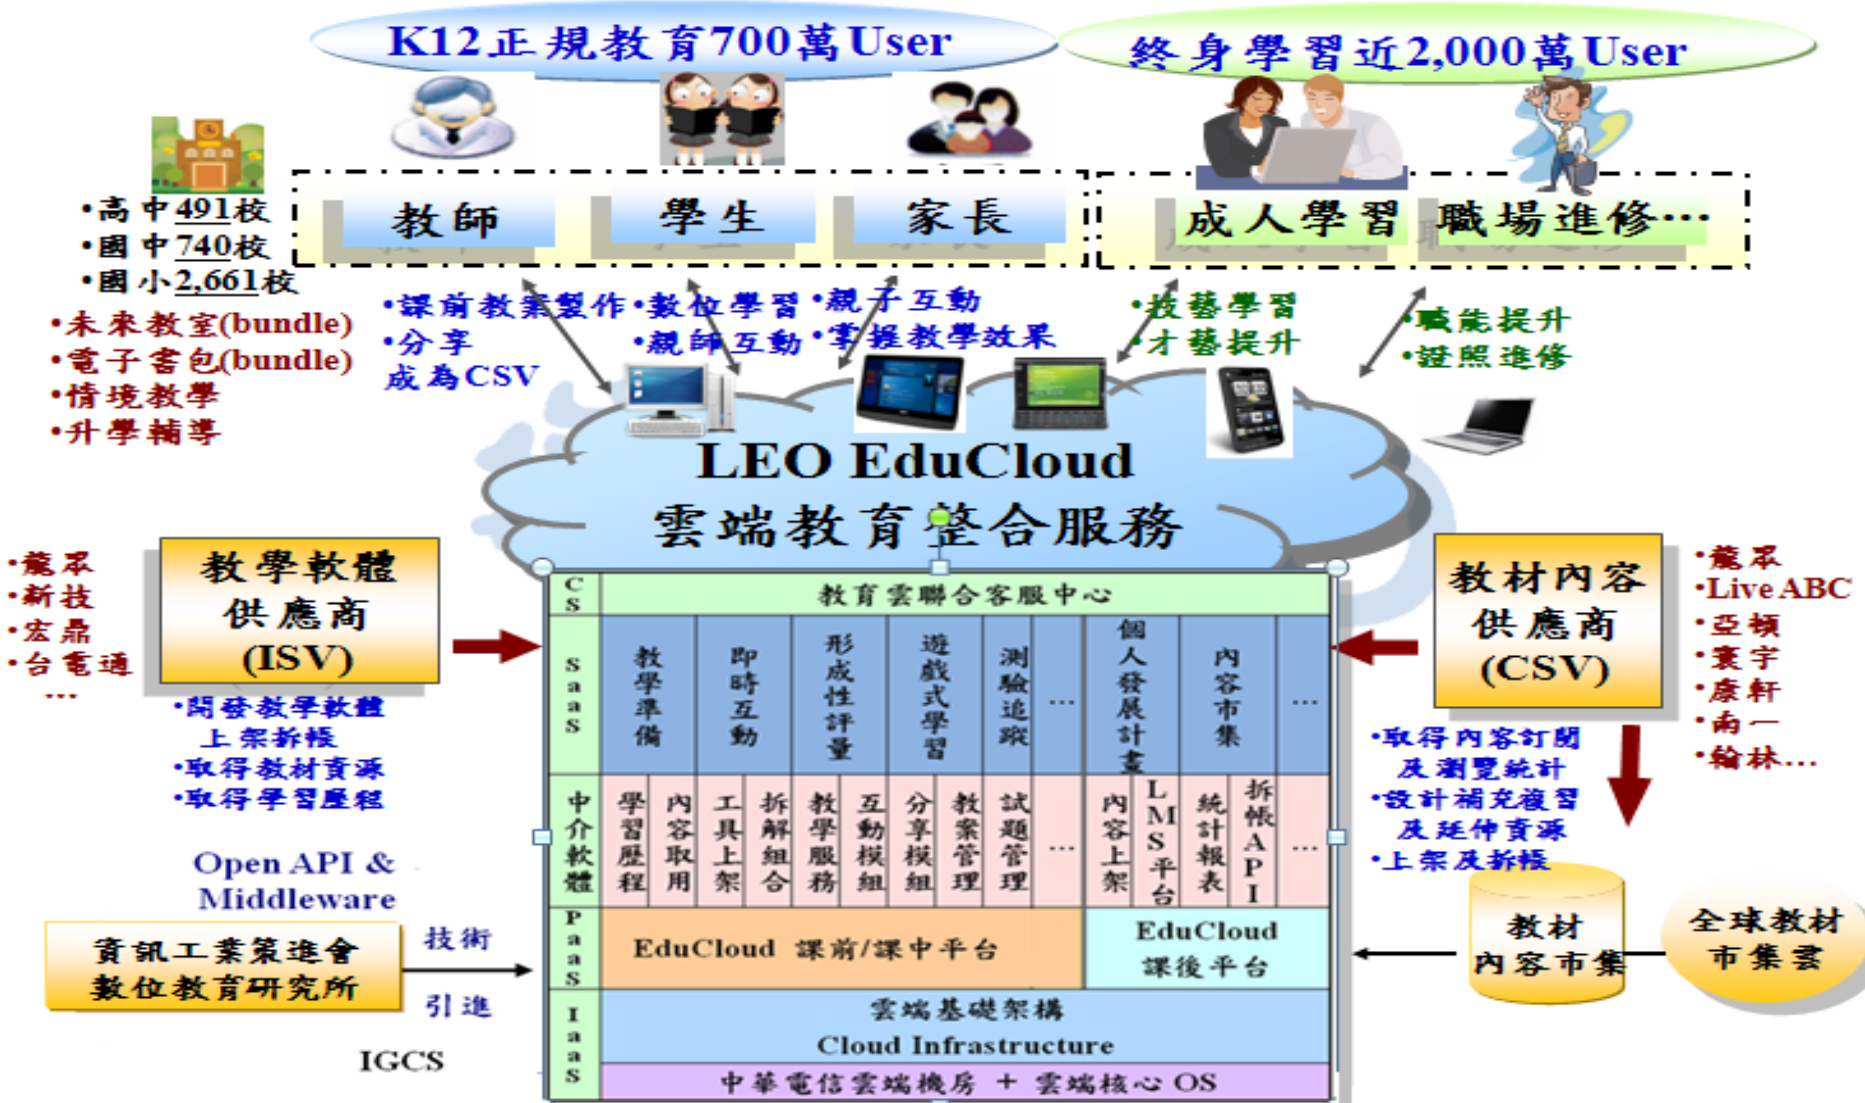 K12正規教育700萬User
終身學習近2,000萬User
教師
學生
家長
成人學習
職場進修…
•高中491校
•國中740校
•國小2,661校
•未來教室(bundle)
•電子書包(bundle)
•情境教學
•升學輔導
•課前教案製作
•分享
成為CSV
•數位學習
•親師互動
•親子互動
•掌握教學效果
•技藝學習
•才藝提升
•職能提升
•證照進修
LEO EduCloud
雲端教育整合服務
•龍眾
•新技
•宏鼎
•台電通
…
教學軟體
供應商
(ISV)
•開發教學軟體
上架拆帳
•取得教材資源
•取得學習歷程
Open API &
Middleware
資訊工業策進會
數位教育研究所
技術
引進
IGCS
CS
教育雲聯合客服中心
SaaS
教學準備
即時互動
形成性評量
遊戲式學習
測驗追蹤
…
個人發展計畫
內容市集
…
中介軟體
學習歷程
內容取用
工具上架
拆解組合
教學服務
互動模組
分享模組
教案管理
試題管理
…
內容上架
LMS平台
統計報表
拆帳API
…
PaaS
EduCloud 課前/課中平台
EduCloud
課後平台
IaaS
雲端基礎架構
Cloud Infrastructure
中華電信雲端機房 + 雲端核心 OS
教材內容
供應商
(CSV)
•龍眾
•Live ABC
•亞頓
•寰宇
•康軒
•南一
•翰林…
•取得內容訂閱
及瀏覽統計
•設計補充複習
及延伸資源
•上架及拆帳
教材
內容市集
全球教材
市集雲